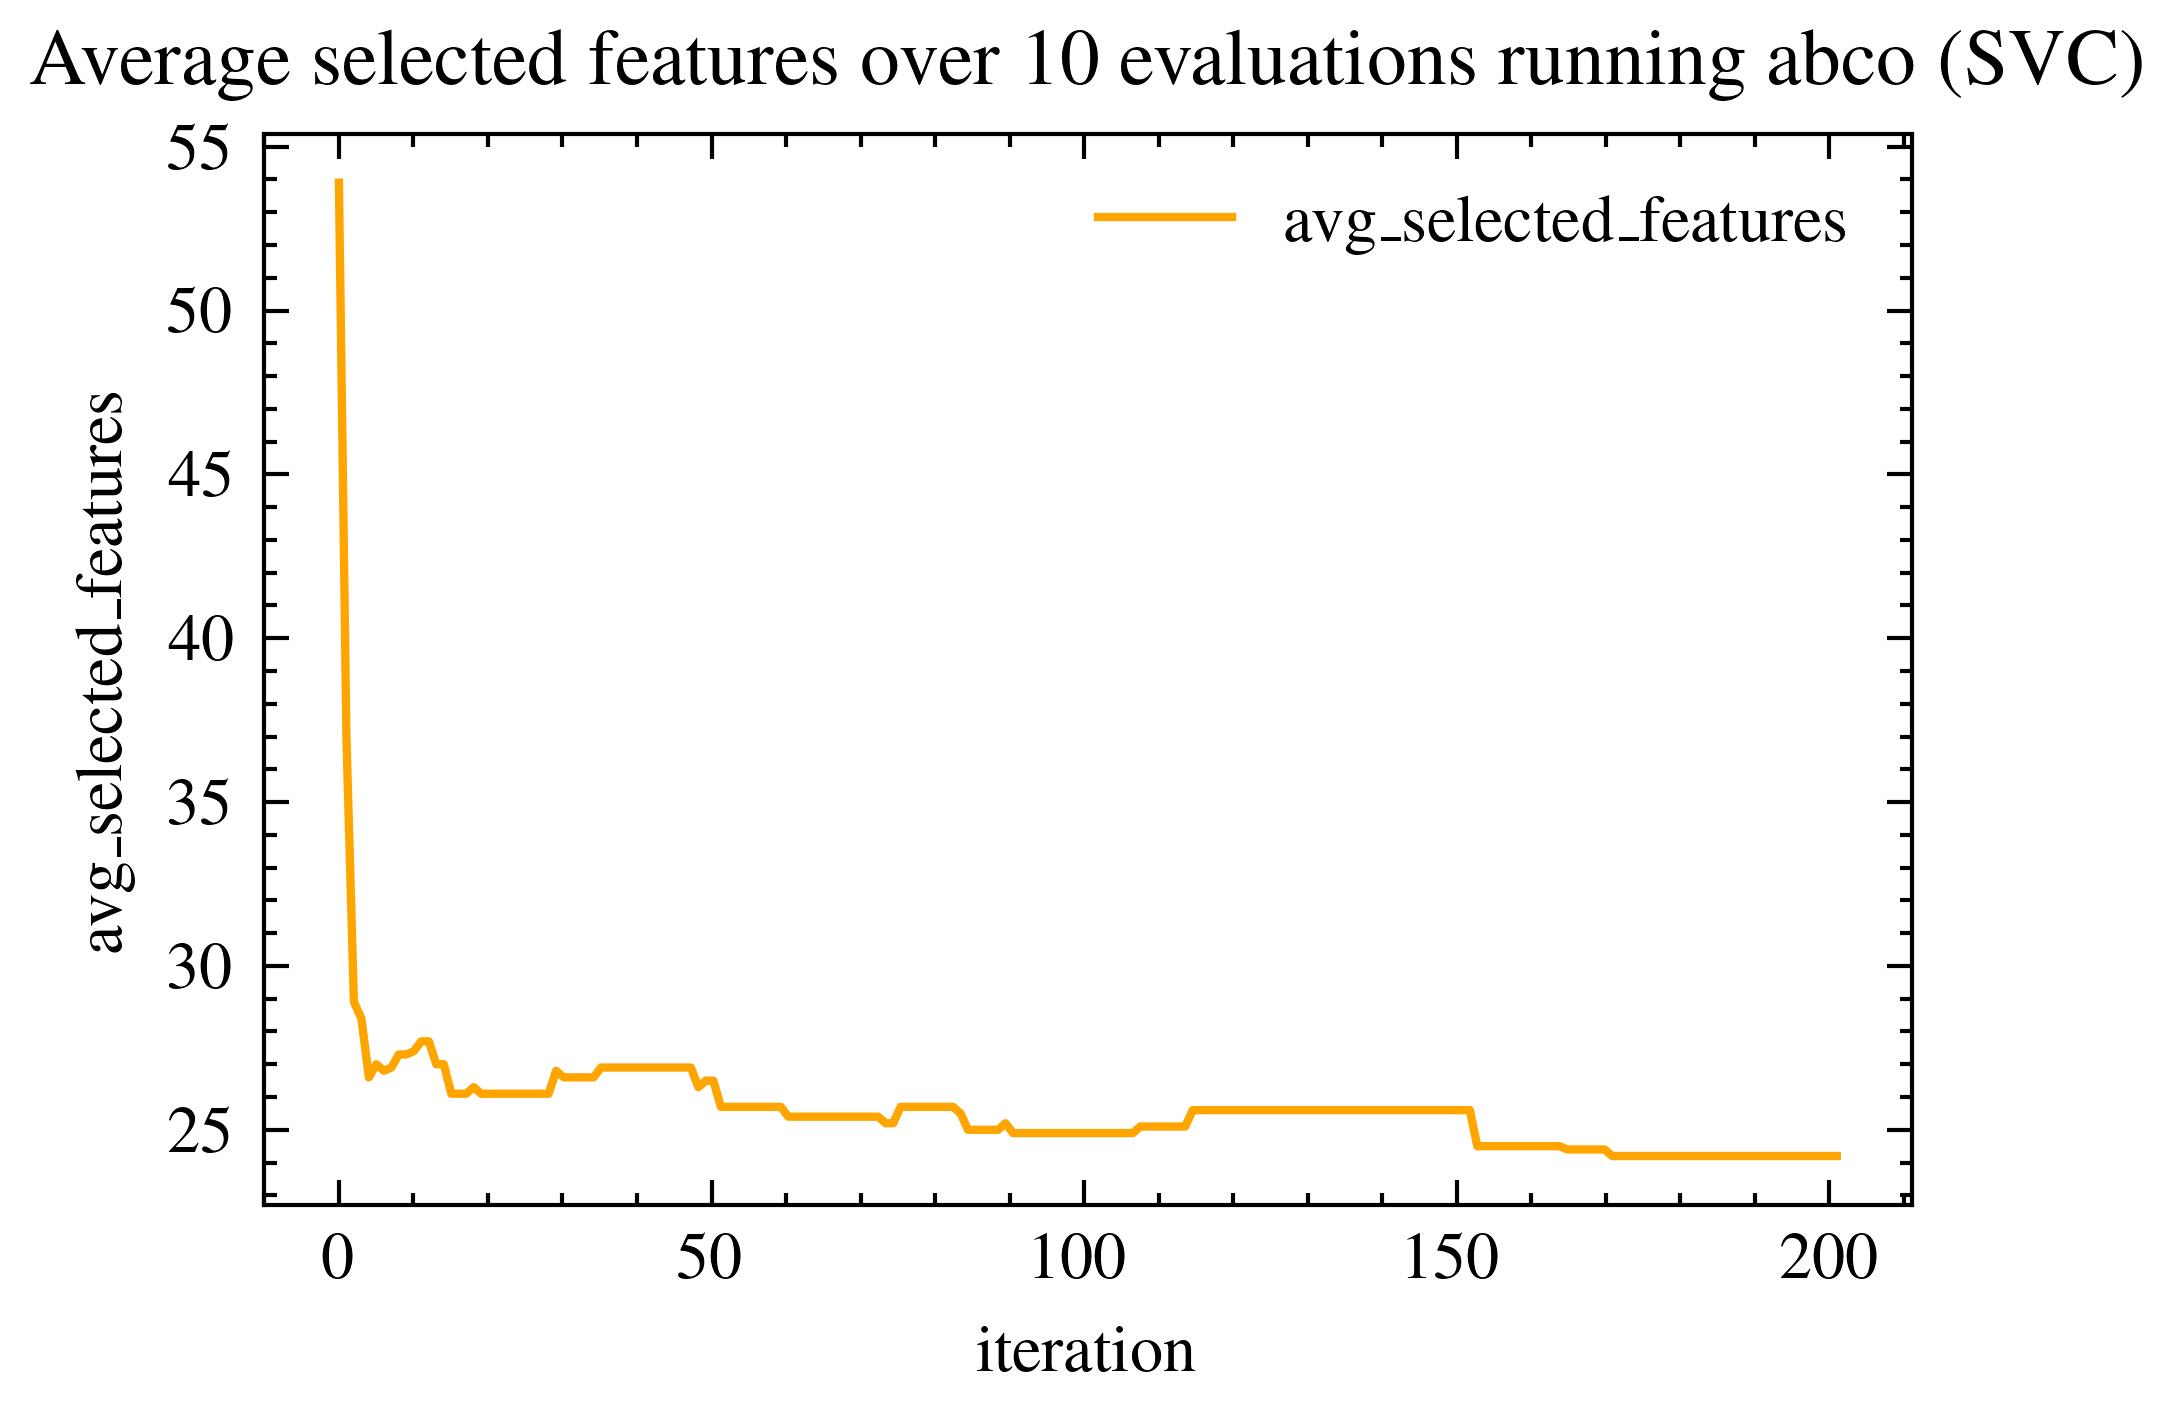 Average selected features over 10 evaluations running abco (SVC)
55
50
45
40
35
30
25
avg_selected_features
avg_selected_features
0 50 100 150 200
iteration